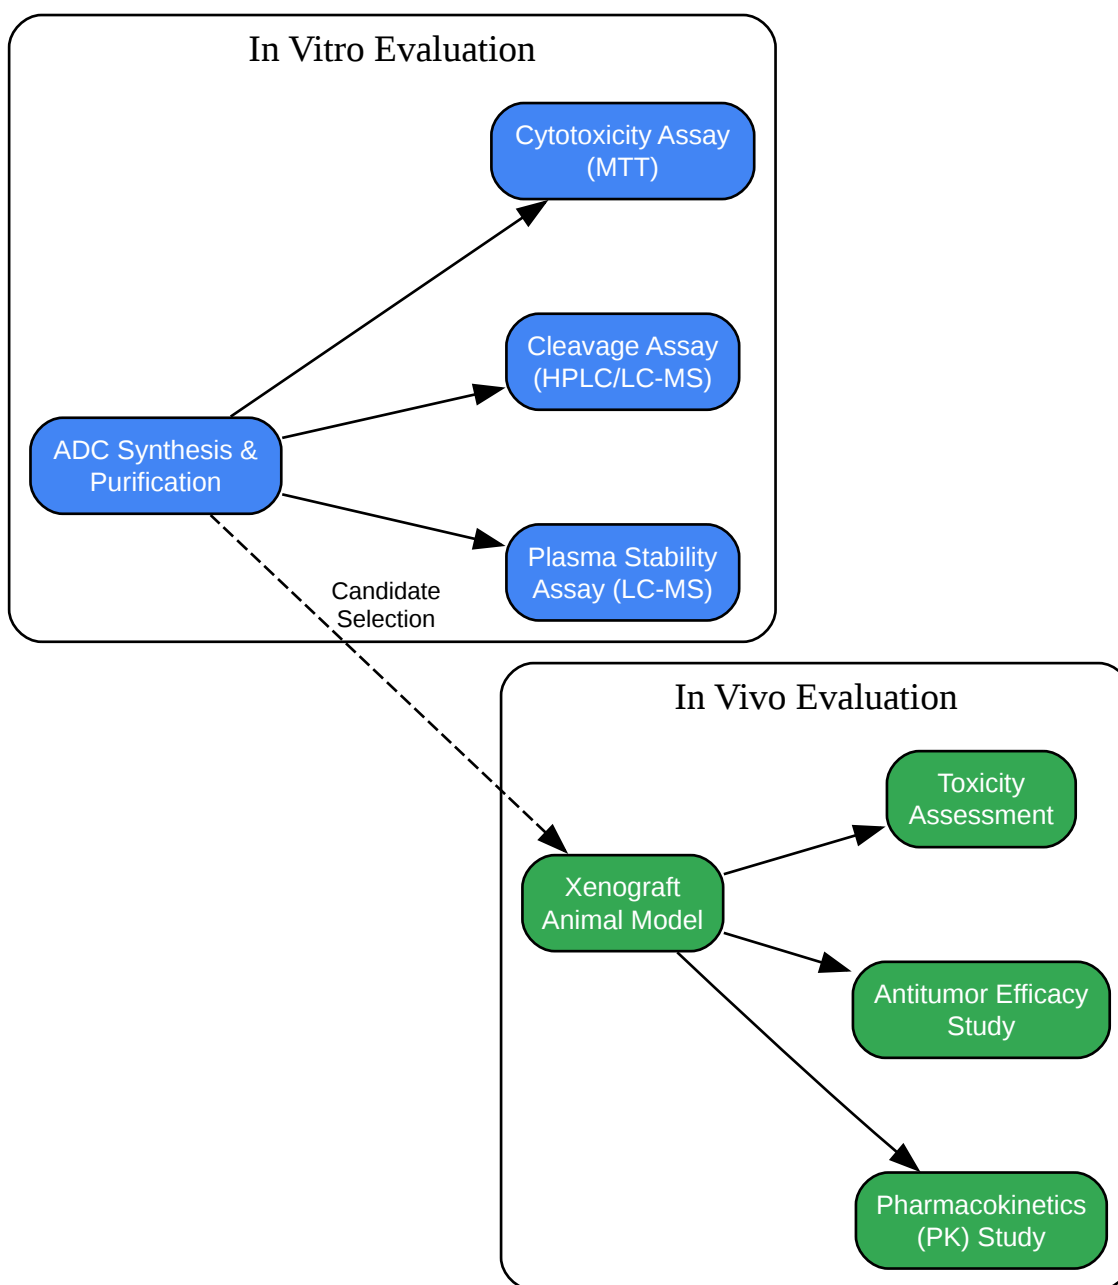 In Vitro Evaluation
Cytotoxicity Assay
(MTT)
Cleavage Assay
(HPLC/LC-MS)
ADC Synthesis &
Purification
Plasma Stability
Assay (LC-MS)
Candidate
Selection
In Vivo Evaluation
Toxicity
Assessment
Xenograft
Animal Model
Antitumor Efficacy
Study
Pharmacokinetics
(PK) Study